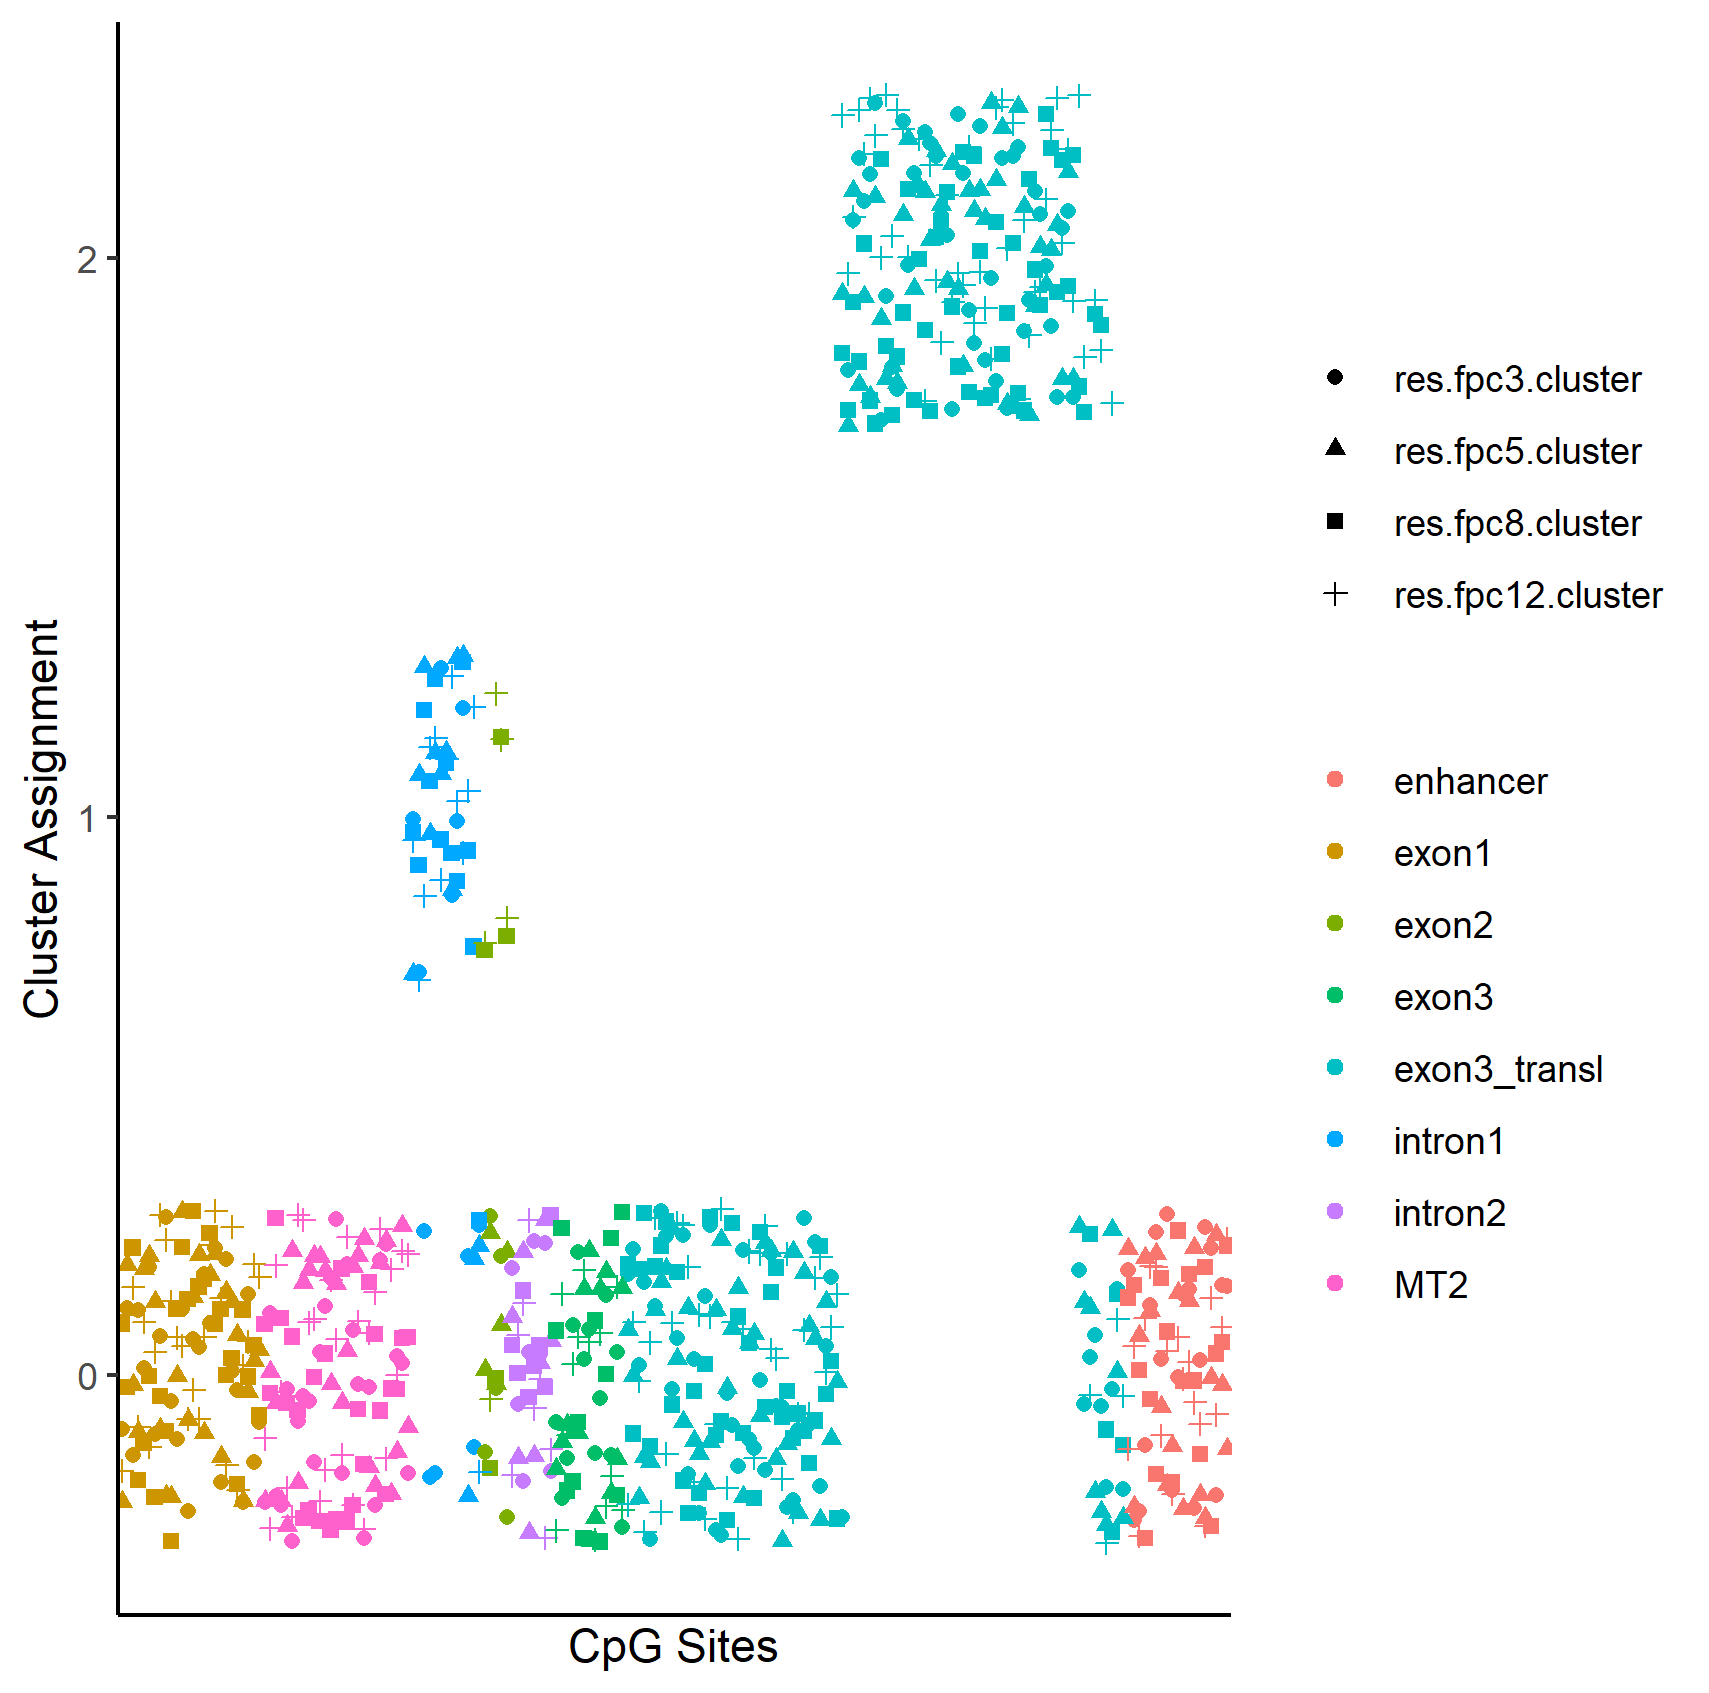 2
1
0
Cluster Assignment
CpG Sites
res.fpc3.cluster
res.fpc5.cluster
res.fpc8.cluster
res.fpc12.cluster
enhancer
exon1
exon2
exon3
exon3_transl
intron1
intron2
MT2